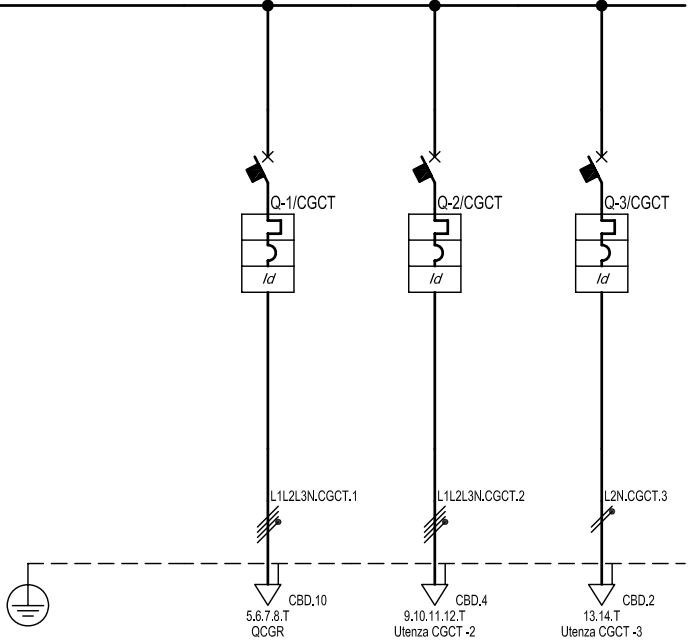 Q-1/CGCT
Q-2/CGCT
Q-3/CGCT
Id
Id
Id
L1L2L3N.CGCT.1
L1L2L3N.CGCT.2
L2N.CGCT.3
CBD.10
CBD.4
CBD.2
5.6.7.8.T
9.10.11.12.T
13.14.T
QCGR
Utenza CGCT -2
Utenza CGCT -3